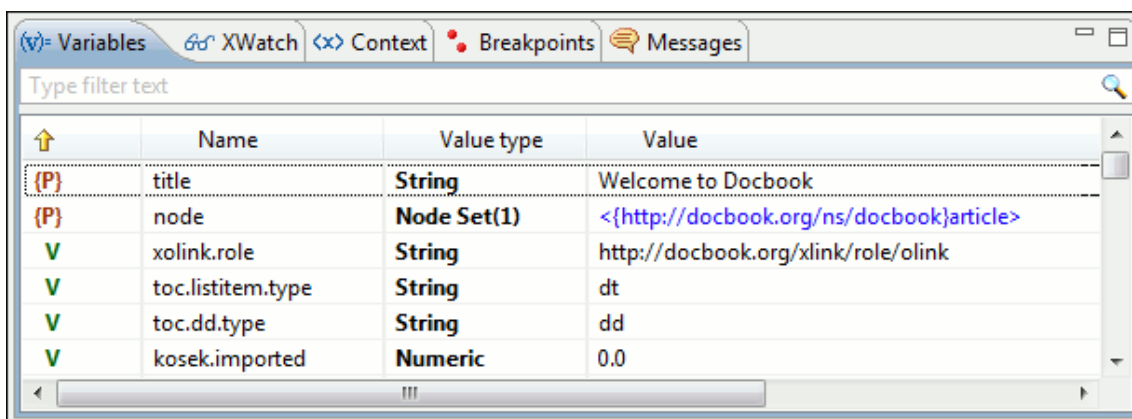 (v)= Variables XWatch <x> Context Breakpoints Messages
Type filter text
Name Value type Value
{P} title String Welcome to Docbook
{P} node Node Set(1) <{http://docbook.org/ns/docbook}article>
V xolink.role String http://docbook.org/xlink/role/olink
V toc.listitem.type String dt
V toc.dd.type String dd
V kosek.imported Numeric 0.0